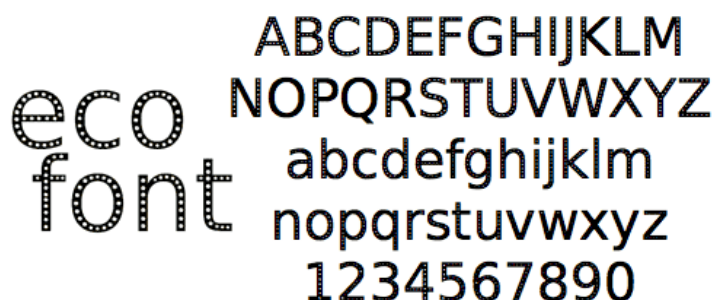 eco
font
ABCDEFGHIJKLM
NOPQRSTUVWXYZ
abcdefghijklm
nopqrstuvwxyz
1234567890